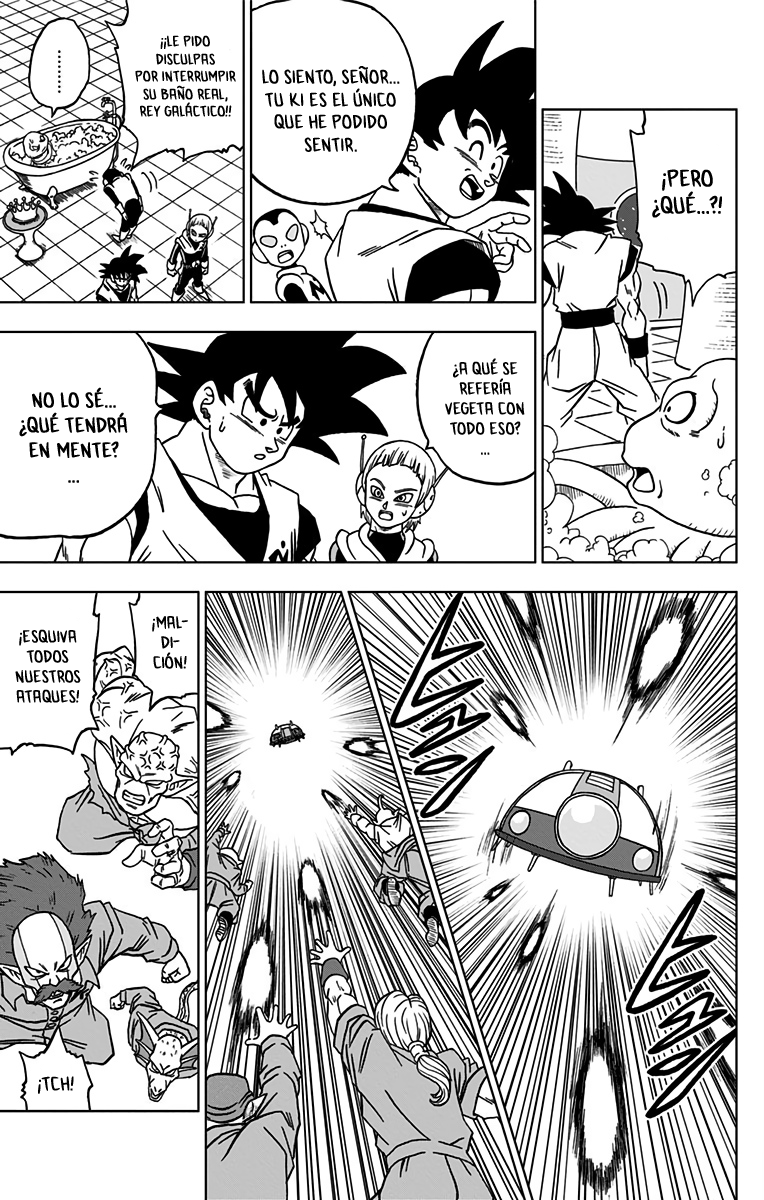 ¡PERO
¿QUÉ...?!
LO SIENTO, SEÑOR...
TU KI ES EL ÚNICO
QUE HE PODIDO
SENTIR.
¡¡LE PIDO
DISCULPAS
POR INTERRUMPIR
SU BAÑO REAL,
REY GALÁCTICO!!
.........
¿A QUÉ SE
REFERÍA
VEGETA CON
TODO ESO?
...
NO LO SÉ...
¿QUÉ TENDRÁ
EN MENTE?
...
¡MAL-
DI-
CIÓN!
¡ESQUIVA
TODOS
NUESTROS
ATAQUES!
¡TCH!